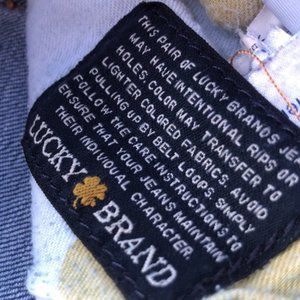 THIS PAIR OF LUCKY BRANDS JE
MAY HAVE INTENTIONAL RIPS OR
HOLES. COLOR MAY TRANSFER TO
LIGHTER COLORED FABRICS. AVOID
PULLING UP BY BELT LOOPS. SIMPLY
FOLLOW THE CARE INSTRUCTIONS TO
ENSURE THAT YOUR JEANS MAINTAIN
THEIR INDIVIDUAL CHARACTER.
LUCKY BRAND